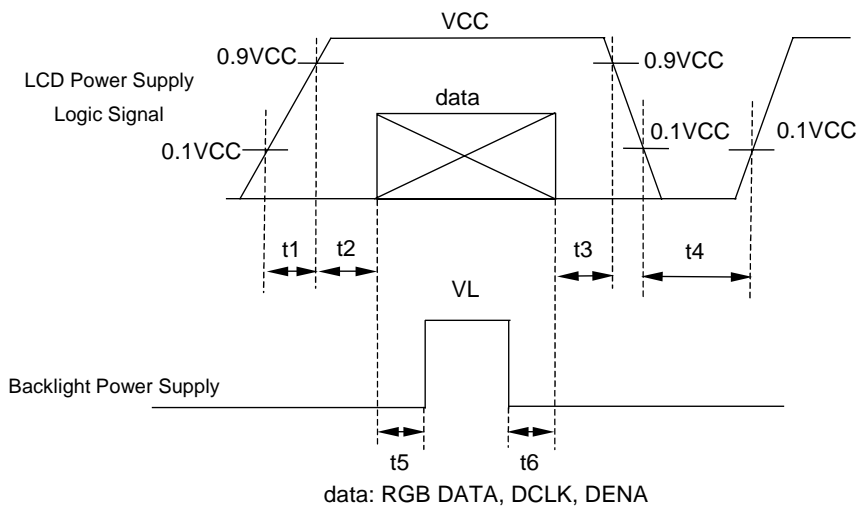 VCC
0.9VCC
0.9VCC
LCD Power Supply
Logic Signal
data
0.1VCC
0.1VCC
0.1VCC
t1
t2
t3
t4
VL
Backlight Power Supply
t5
t6
data: RGB DATA, DCLK, DENA